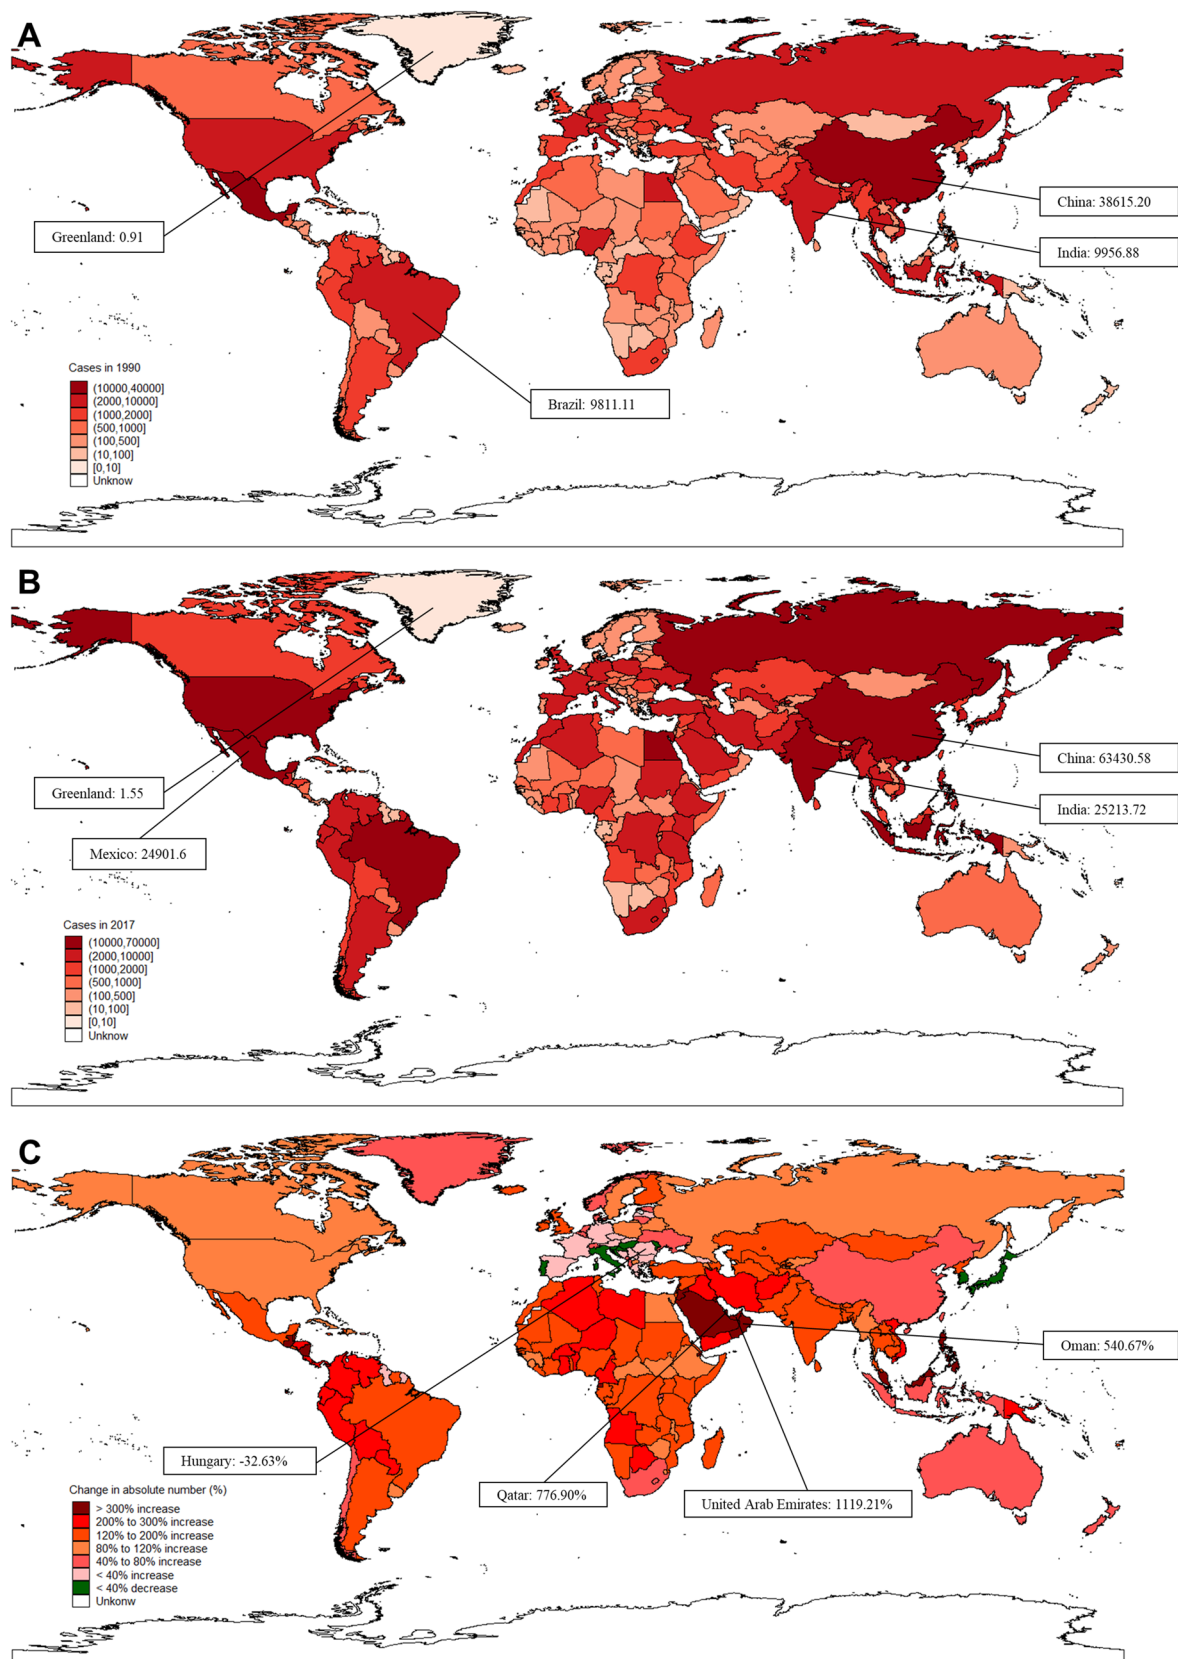 A
Greenland: 0.91
China: 38615.20
India: 9956.88
Brazil: 9811.11
Cases in 1990
(10000,40000]
(2000,10000]
(1000,2000]
(500,1000]
(100,500]
(10,100]
[0,10]
Unknow
B
Greenland: 1.55
Mexico: 24901.6
China: 63430.58
India: 25213.72
Cases in 2017
(10000,70000]
(2000,10000]
(1000,2000]
(500,1000]
(100,500]
(10,100]
[0,10]
Unknow
C
Oman: 540.67%
Hungary: -32.63%
Qatar: 776.90%
United Arab Emirates: 1119.21%
Change in absolute number (%)
> 300% increase
200% to 300% increase
120% to 200% increase
80% to 120% increase
40% to 80% increase
< 40% increase
< 40% decrease
Unkonw